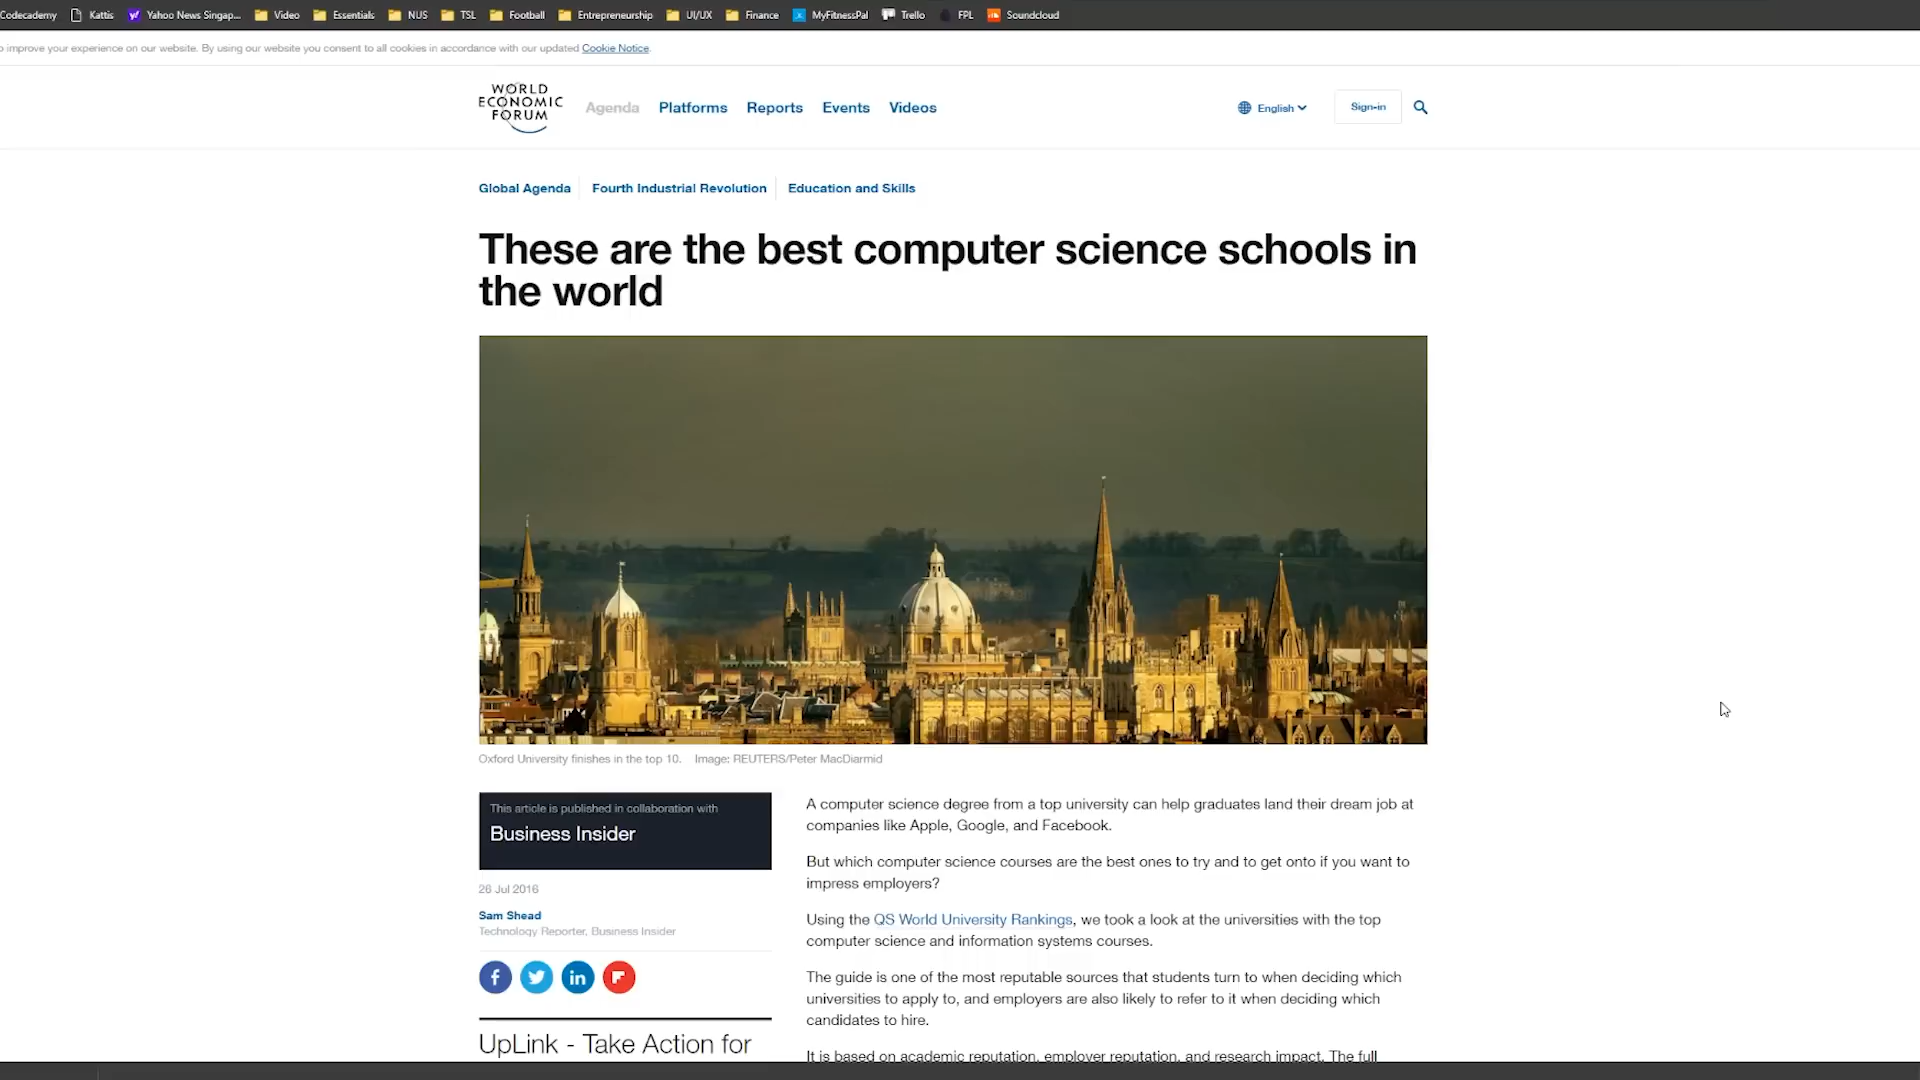 Codecademy Kattis Yahoo News Singap... Video Essentials NUS TSL Football Entrepreneurship UI/UX Finance MyFitnessPal Trello FPL Soundcloud
improve your experience on our website. By using our website you consent to all cookies in accordance with our updated Cookie Notice.
WORLD
ECONOMIC
FORUM
Agenda Platforms Reports Events Videos
English
Sign-in
Global Agenda Fourth Industrial Revolution Education and Skills
These are the best computer science schools in
the world
Oxford University finishes in the top 10. Image: REUTERS/Peter MacDiarmid
This article is published in collaboration with
Business Insider
26 Jul 2016
Sam Shead
Technology Reporter, Business Insider
UpLink - Take Action for
A computer science degree from a top university can help graduates land their dream job at
companies like Apple, Google, and Facebook.
But which computer science courses are the best ones to try and to get onto if you want to
impress employers?
Using the QS World University Rankings, we took a look at the universities with the top
computer science and information systems courses.
The guide is one of the most reputable sources that students turn to when deciding which
universities to apply to, and employers are also likely to refer to it when deciding which
candidates to hire.
It is based on academic reputation, employer reputation, and research impact. The full